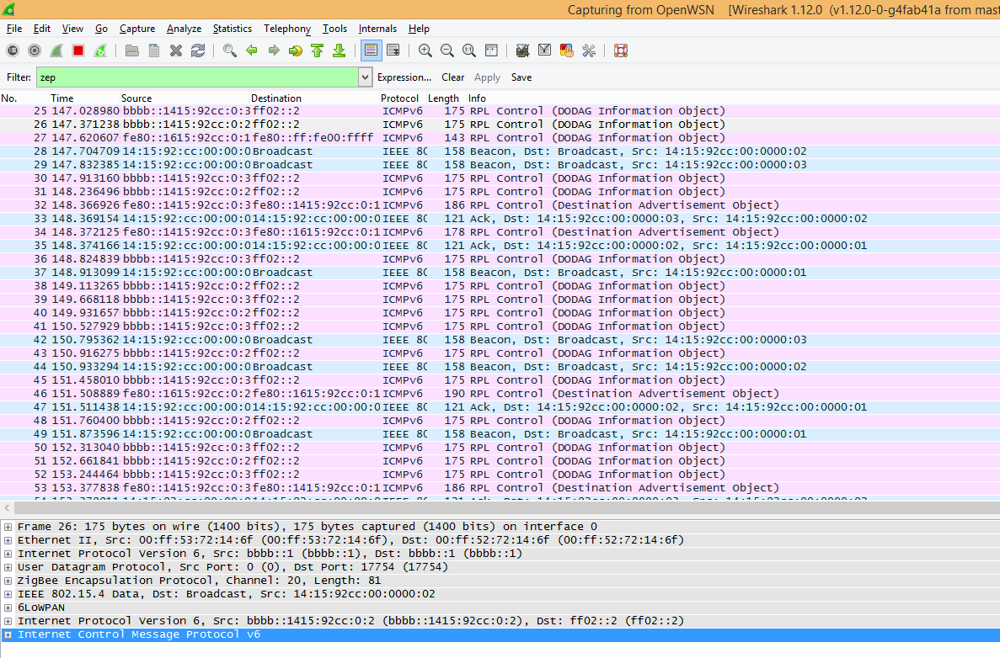 Capturing from OpenWSN [Wireshark 1.12.0 (v1.12.0-0-g4fab41a from mast
File Edit View Go Capture Analyze Statistics Telephony Tools Internals Help
Filter: zep Expression... Clear Apply Save
No. Time Source Destination Protocol Length Info
25 147.028980 bbbb::1415:92cc:0:3 ff02::2 ICMPv6 175 RPL Control (DODAG Information Object)
26 147.371238 bbbb::1415:92cc:0:2 ff02::2 ICMPv6 175 RPL Control (DODAG Information Object)
27 147.620607 fe80::1615:92cc:0:1 fe80::ff:fe00:ffff ICMPv6 143 RPL Control (DODAG Information Object)
28 147.704709 14:15:92:cc:00:00:0 Broadcast IEEE 80 158 Beacon, Dst: Broadcast, Src: 14:15:92:cc:00:0000:02
29 147.832385 14:15:92:cc:00:00:0 Broadcast IEEE 80 158 Beacon, Dst: Broadcast, Src: 14:15:92:cc:00:0000:03
30 147.913160 bbbb::1415:92cc:0:2 ff02::2 ICMPv6 175 RPL Control (DODAG Information Object)
31 148.236496 bbbb::1415:92cc:0:2 ff02::2 ICMPv6 175 RPL Control (DODAG Information Object)
32 148.366926 fe80::1415:92cc:0:3 fe80::1415:92cc:0:1 ICMPv6 186 RPL Control (Destination Advertisement Object)
33 148.369154 14:15:92:cc:00:00:0 14:15:92:cc:00:00:0 IEEE 80 121 Ack, Dst: 14:15:92:cc:00:0000:03, Src: 14:15:92:cc:00:0000:02
34 148.372125 fe80::1415:92cc:0:3 fe80::1615:92cc:0:1 ICMPv6 178 RPL Control (Destination Advertisement Object)
35 148.374166 14:15:92:cc:00:00:0 14:15:92:cc:00:00:0 IEEE 80 121 Ack, Dst: 14:15:92:cc:00:0000:02, Src: 14:15:92:cc:00:0000:01
36 148.824839 bbbb::1415:92cc:0:3 ff02::2 ICMPv6 175 RPL Control (DODAG Information Object)
37 148.913099 14:15:92:cc:00:00:0 Broadcast IEEE 80 158 Beacon, Dst: Broadcast, Src: 14:15:92:cc:00:0000:01
38 149.113265 bbbb::1415:92cc:0:2 ff02::2 ICMPv6 175 RPL Control (DODAG Information Object)
39 149.668118 bbbb::1415:92cc:0:3 ff02::2 ICMPv6 175 RPL Control (DODAG Information Object)
40 149.931657 bbbb::1415:92cc:0:2 ff02::2 ICMPv6 175 RPL Control (DODAG Information Object)
41 150.527929 bbbb::1415:92cc:0:3 ff02::2 ICMPv6 175 RPL Control (DODAG Information Object)
42 150.795362 14:15:92:cc:00:00:0 Broadcast IEEE 80 158 Beacon, Dst: Broadcast, Src: 14:15:92:cc:00:0000:03
43 150.916275 bbbb::1415:92cc:0:2 ff02::2 ICMPv6 175 RPL Control (DODAG Information Object)
44 150.933294 14:15:92:cc:00:00:0 Broadcast IEEE 80 158 Beacon, Dst: Broadcast, Src: 14:15:92:cc:00:0000:02
45 151.458010 bbbb::1415:92cc:0:3 ff02::2 ICMPv6 175 RPL Control (DODAG Information Object)
46 151.508889 fe80::1615:92cc:0:2 fe80::1615:92cc:0:1 ICMPv6 190 RPL Control (Destination Advertisement Object)
47 151.511438 14:15:92:cc:00:00:0 14:15:92:cc:00:00:0 IEEE 80 121 Ack, Dst: 14:15:92:cc:00:0000:02, Src: 14:15:92:cc:00:0000:01
48 151.760400 bbbb::1415:92cc:0:2 ff02::2 ICMPv6 175 RPL Control (DODAG Information Object)
49 151.873596 14:15:92:cc:00:00:0 Broadcast IEEE 80 158 Beacon, Dst: Broadcast, Src: 14:15:92:cc:00:0000:01
50 152.313040 bbbb::1415:92cc:0:3 ff02::2 ICMPv6 175 RPL Control (DODAG Information Object)
51 152.661841 bbbb::1415:92cc:0:2 ff02::2 ICMPv6 175 RPL Control (DODAG Information Object)
52 153.244464 bbbb::1415:92cc:0:3 ff02::2 ICMPv6 175 RPL Control (DODAG Information Object)
53 153.377838 fe80::1415:92cc:0:3 fe80::1415:92cc:0:1 ICMPv6 186 RPL Control (Destination Advertisement Object)
Frame 26: 175 bytes on wire (1400 bits), 175 bytes captured (1400 bits) on interface 0
Ethernet II, Src: 00:ff:53:72:14:6f (00:ff:53:72:14:6f), Dst: 00:ff:52:72:14:6f (00:ff:52:72:14:6f)
Internet Protocol Version 6, Src: bbbb::1 (bbbb::1), Dst: bbbb::1 (bbbb::1)
User Datagram Protocol, Src Port: 0 (0), Dst Port: 17754 (17754)
ZigBee Encapsulation Protocol, Channel: 20, Length: 81
IEEE 802.15.4 Data, Dst: Broadcast, Src: 14:15:92:cc:00:0000:02
6LoWPAN
Internet Protocol Version 6, Src: bbbb::1415:92cc:0:2 (bbbb::1415:92cc:0:2), Dst: ff02::2 (ff02::2)
Internet Control Message Protocol v6